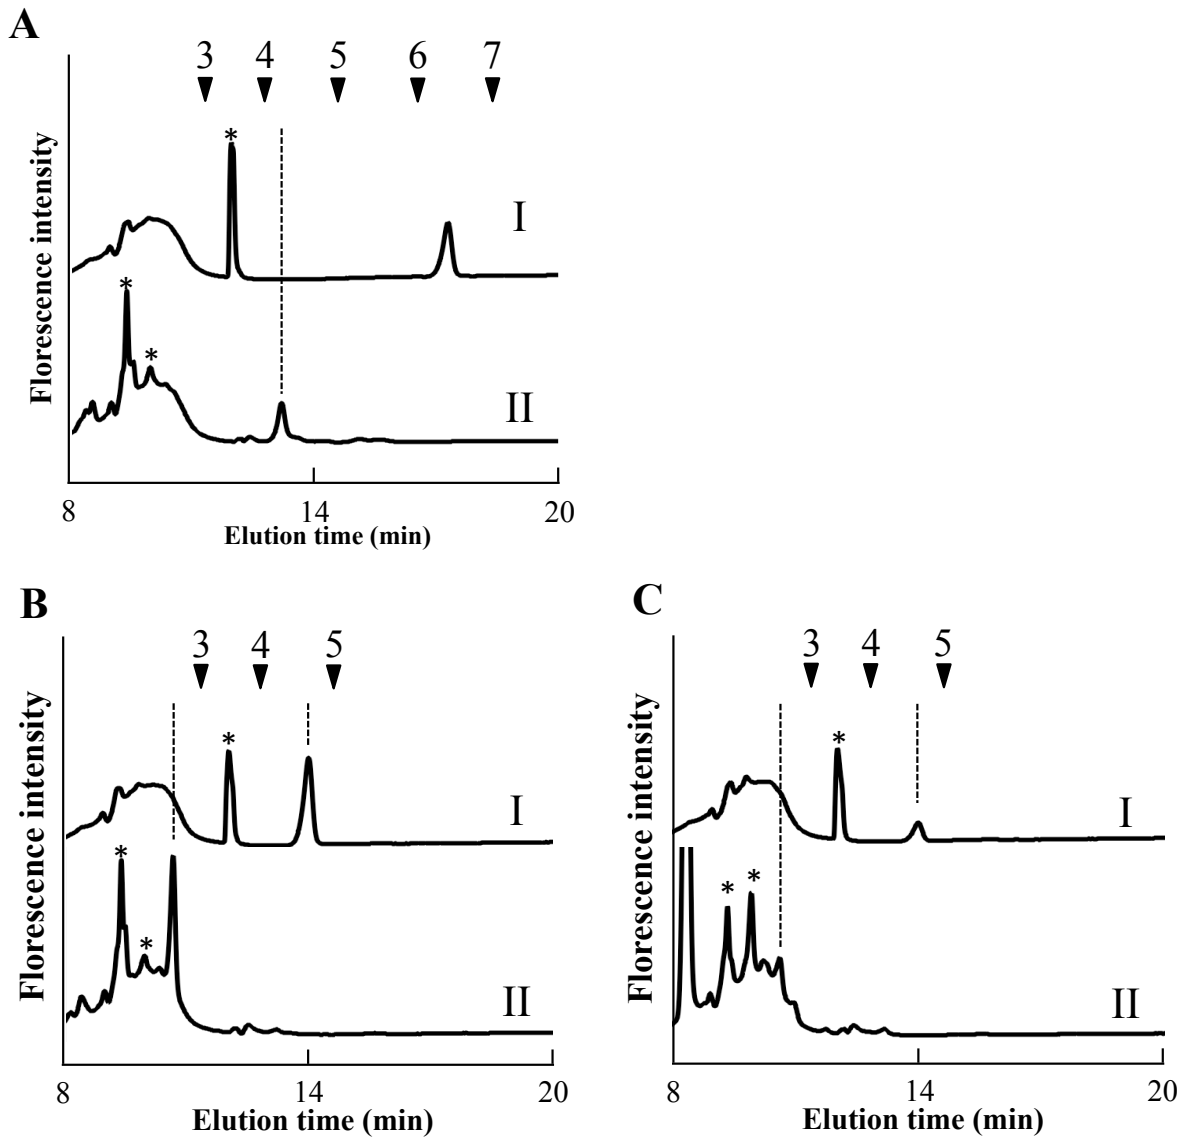 A
3 4 5 6 7
*
I
*
*
II
Florescence intensity
8 14 20
Elution time (min)
B
3 4 5
*
I
*
*
II
Florescence intensity
8 14 20
Elution time (min)
C
3 4 5
*
I
*
*
II
Florescence intensity
8 14 20
Elution time (min)